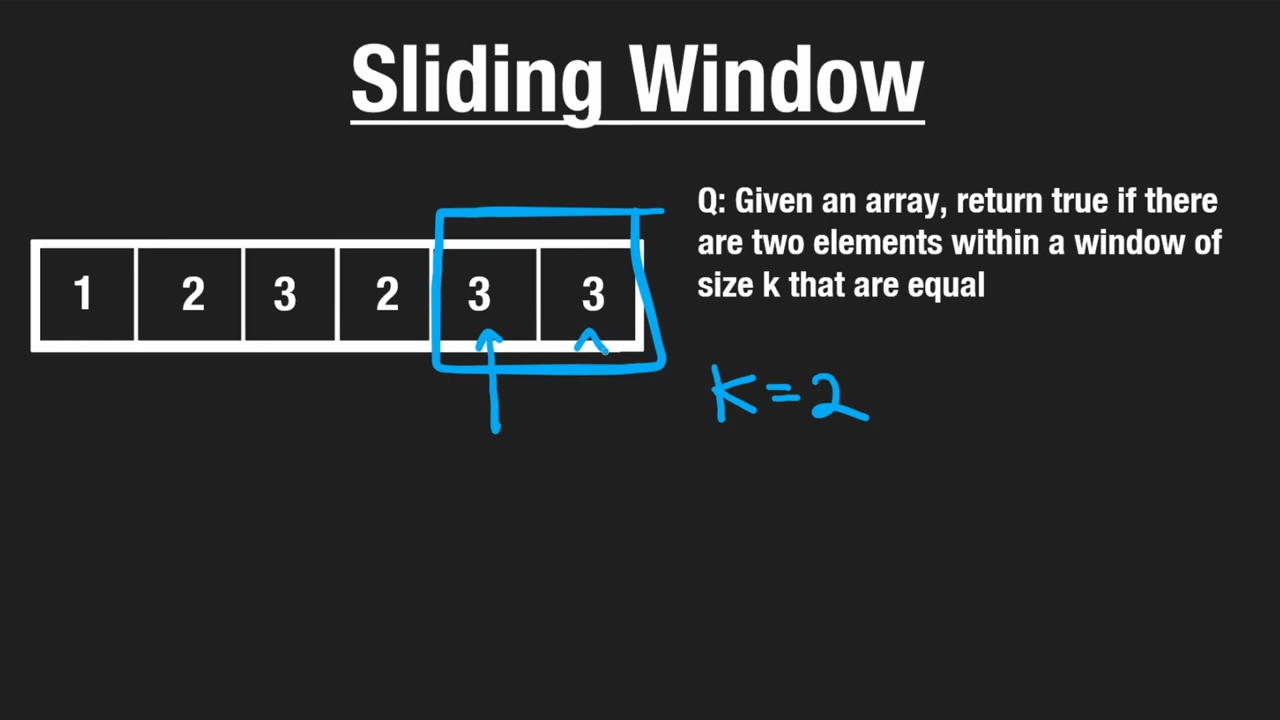 Sliding Window
Q: Given an array, return true if there
are two elements within a window of
size k that are equal
1 2 3 2 3 3
K=2